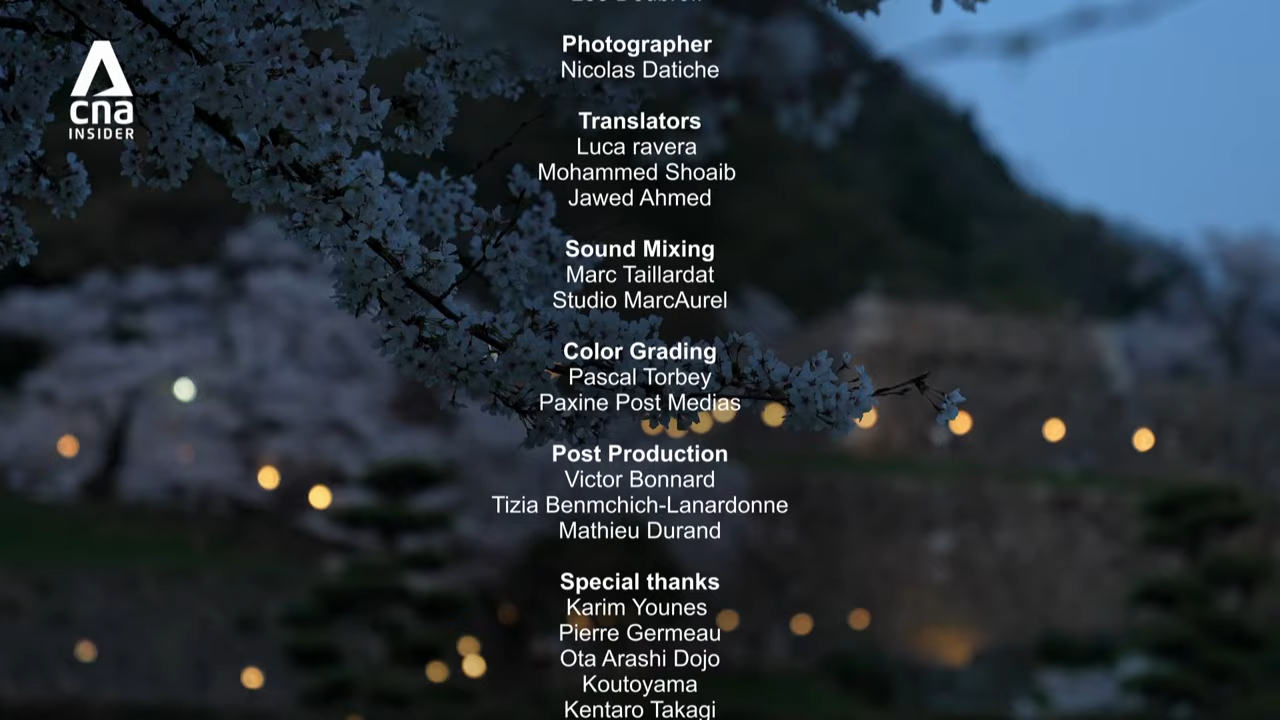 cna
INSIDER
Photographer
Nicolas Datiche
Translators
Luca ravera
Mohammed Shoaib
Jawed Ahmed
Sound Mixing
Marc Taillardat
Studio MarcAurel
Color Grading
Pascal Torbey
Paxine Post Medias
Post Production
Victor Bonnard
Tizia Benmchich-Lanardonne
Mathieu Durand
Special thanks
Karim Younes
Pierre Germeau
Ota Arashi Dojo
Koutoyama
Kentaro Takagi